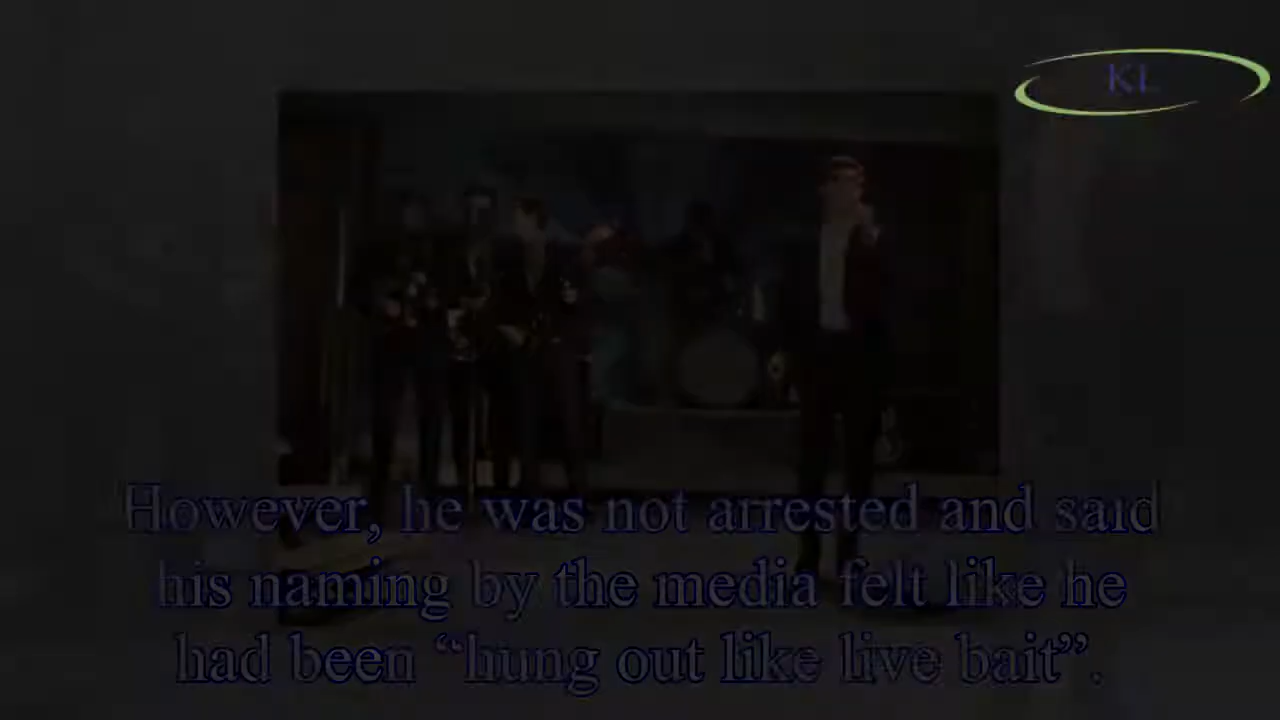 KL
However, he was not arrested and said
his naming by the media felt like he
had been “hung out like live bait”.